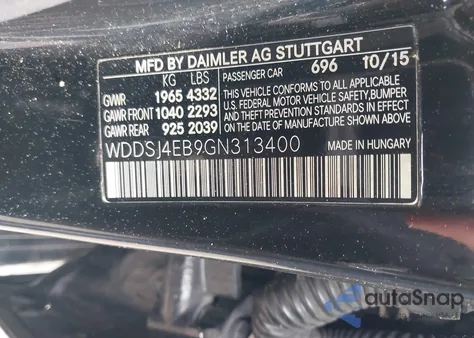 MFD BY DAIMLER AG STUTTGART
KG LBS PASSENGER CAR 696 10/15
GVWR 1965 4332 THIS VEHICLE CONFORMS TO ALL APPLICABLE
GAWR FRONT 1040 2293 U.S. FEDERAL MOTOR VEHICLE SAFETY, BUMPER
GAWR REAR 925 2039 AND THEFT PREVENTION STANDARDS IN EFFECT
ON THE DATE OF MANUFACTURE SHOWN ABOVE.
WDDSJ4EB9GN313400 MADE IN HUNGARY
autoSnap